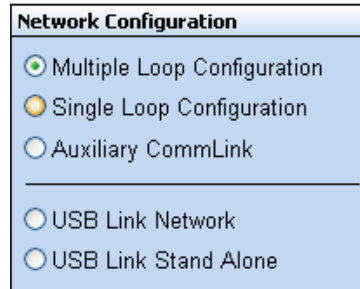 Network Configuration
Multiple Loop Configuration
Single Loop Configuration
Auxiliary CommLink
USB Link Network
USB Link Stand Alone